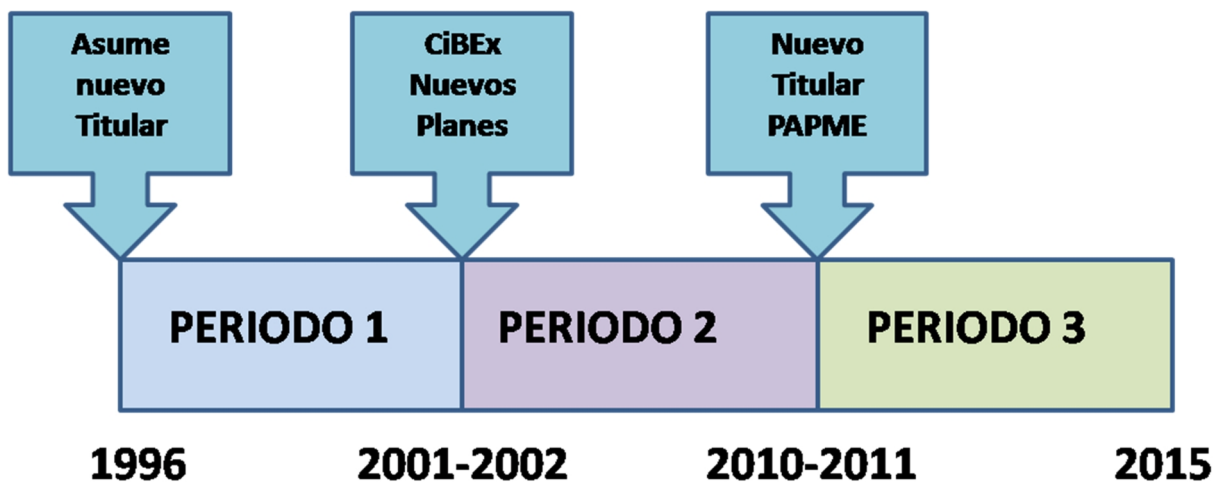 Asume
nuevo
Titular
CiBEx
Nuevos
Planes
Nuevo
Titular
PAPME
PERIODO 1
PERIODO 2
PERIODO 3
1996
2001-2002
2010-2011
2015